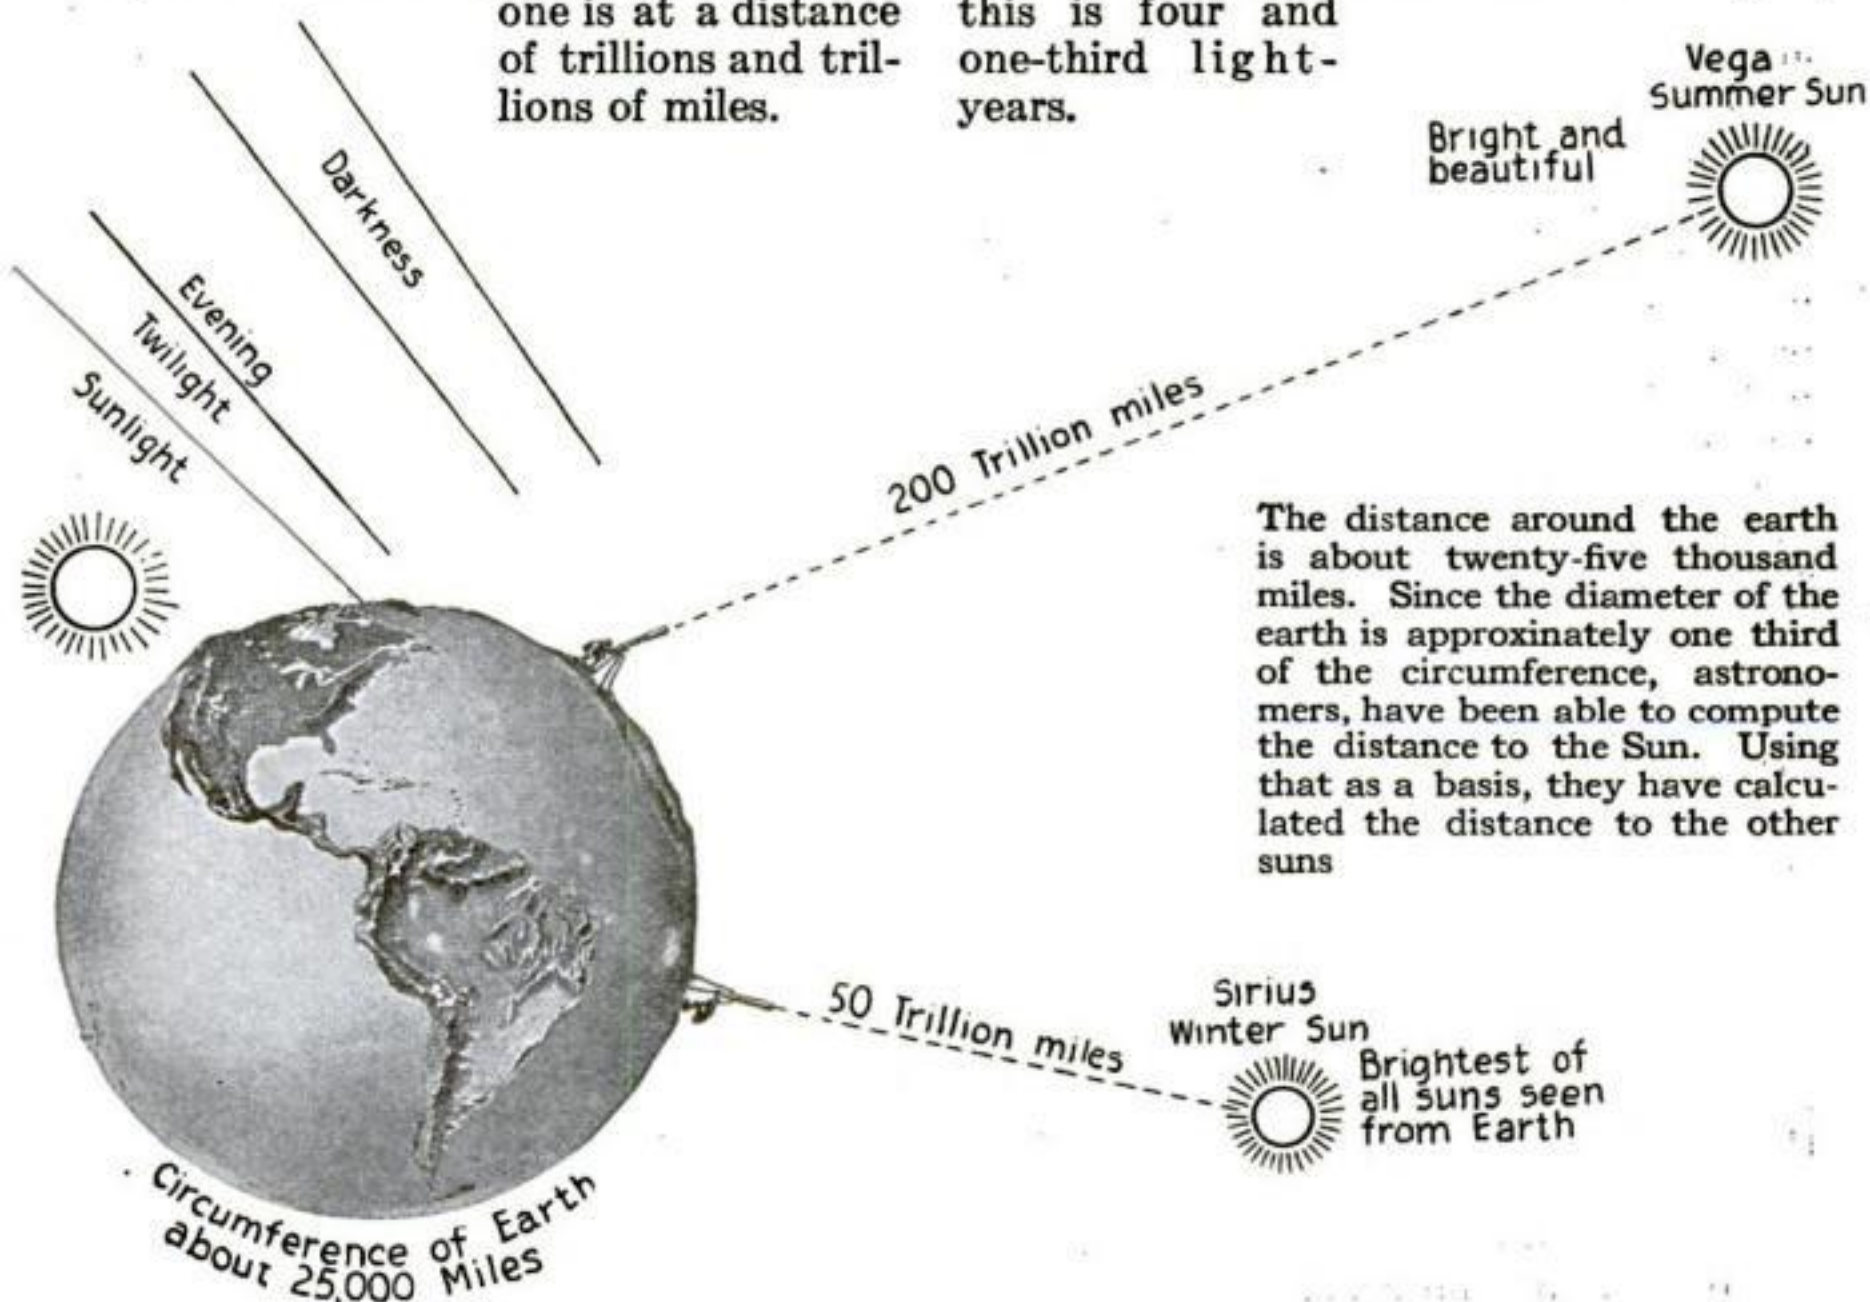 one is at a distance
of trillions and tril-
lions of miles.
this is four and
one-third light-
years.
Vega
Summer Sun
Bright and
beautiful
Darkness
Evening
Twilight
Sunlight
200 Trillion miles
The distance around the earth
is about twenty-five thousand
miles. Since the diameter of the
earth is approxinately one third
of the circumference, astrono-
mers, have been able to compute
the distance to the Sun. Using
that as a basis, they have calcu-
lated the distance to the other
suns
50 Trillion miles
Sirius
Winter Sun
Brightest of
all suns seen
from Earth
Circumference of Earth
about 25,000 Miles